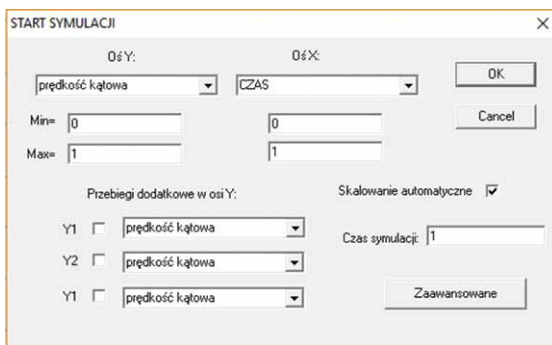 START SYMULACJI
Oś Y: Oś X:
prędkość kątowa CZAS OK
Min= 0 0 Cancel
Max= 1 1
Przebiegi dodatkowe w osi Y: Skalowanie automatyczne
Y1 prędkość kątowa Czas symulacji: 1
Y2 prędkość kątowa
Y1 prędkość kątowa Zaawansowane